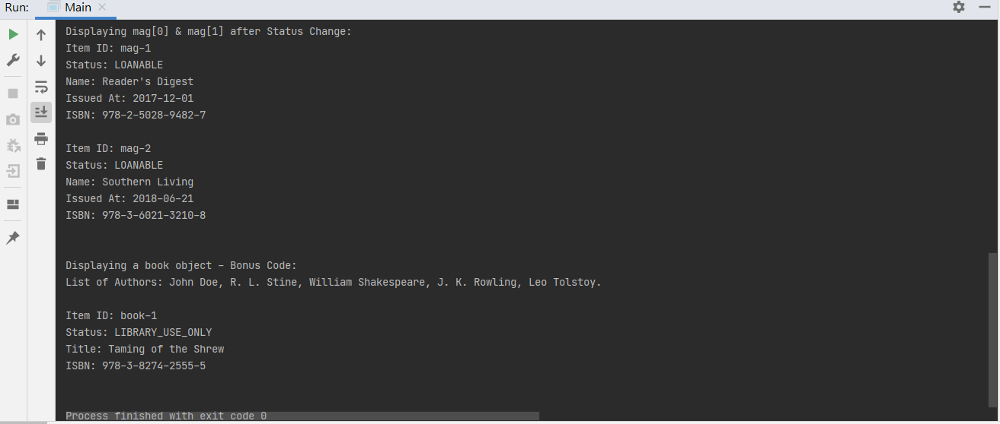 Run: Main
Displaying mag[0] & mag[1] after Status Change:
Item ID: mag-1
Status: LOANABLE
Name: Reader's Digest
Issued At: 2017-12-01
ISBN: 978-2-5028-9482-7
Item ID: mag-2
Status: LOANABLE
Name: Southern Living
Issued At: 2018-06-21
ISBN: 978-3-6021-3210-8
Displaying a book object - Bonus Code:
List of Authors: John Doe, R. L. Stine, William Shakespeare, J. K. Rowling, Leo Tolstoy.
Item ID: book-1
Status: LIBRARY_USE_ONLY
Title: Taming of the Shrew
ISBN: 978-3-8274-2555-5
Process finished with exit code 0